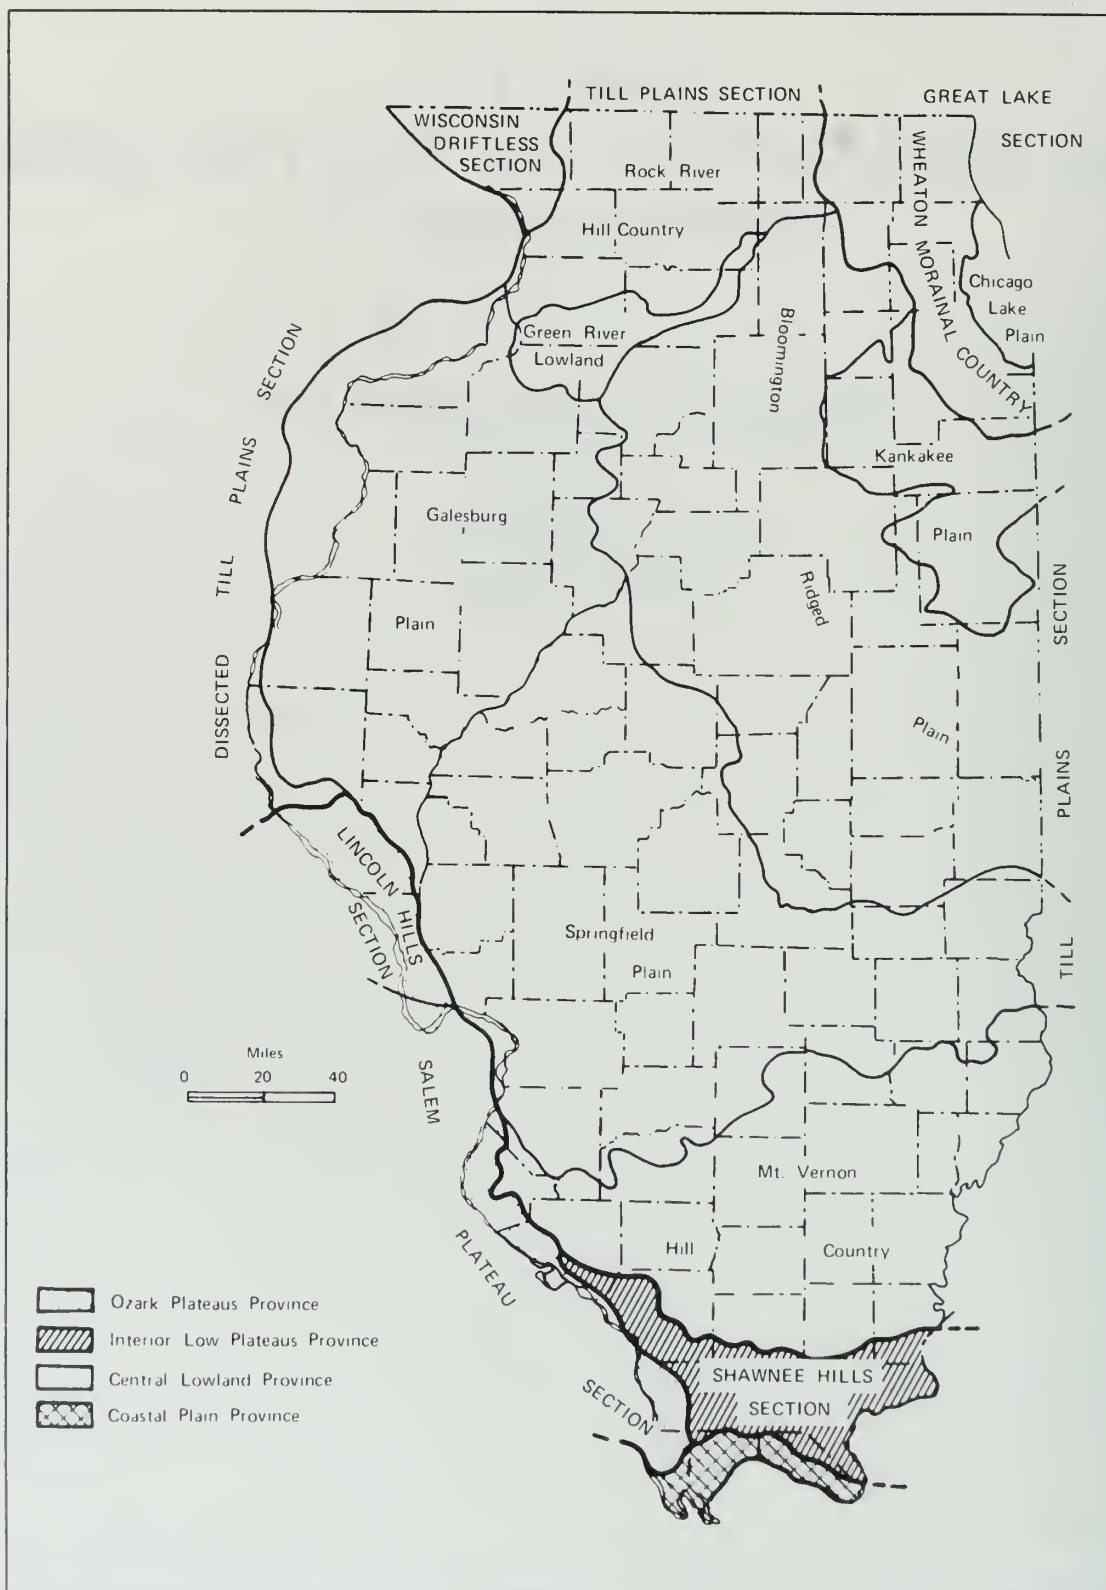 TILL PLAINS SECTION
GREAT LAKE
SECTION
WISCONSIN
DRIFTLESS
SECTION
Rock River
Hill Country
WHEATON MORAINAL COUNTRY
Chicago
Lake
Plain
Green River
Lowland
Bloomington
Ridged
Plain
Kankakee
Plain
Galesburg
Plain
DISSECTED TILL PLAINS SECTION
TILL PLAINS SECTION
LINCOLN HILLS
SECTION
Springfield
Plain
Miles
0 20 40
SALEM
PLATEAU
SECTION
Mt. Vernon
Hill Country
SHAWNEE HILLS
SECTION
Ozark Plateaus Province
Interior Low Plateaus Province
Central Lowland Province
Coastal Plain Province